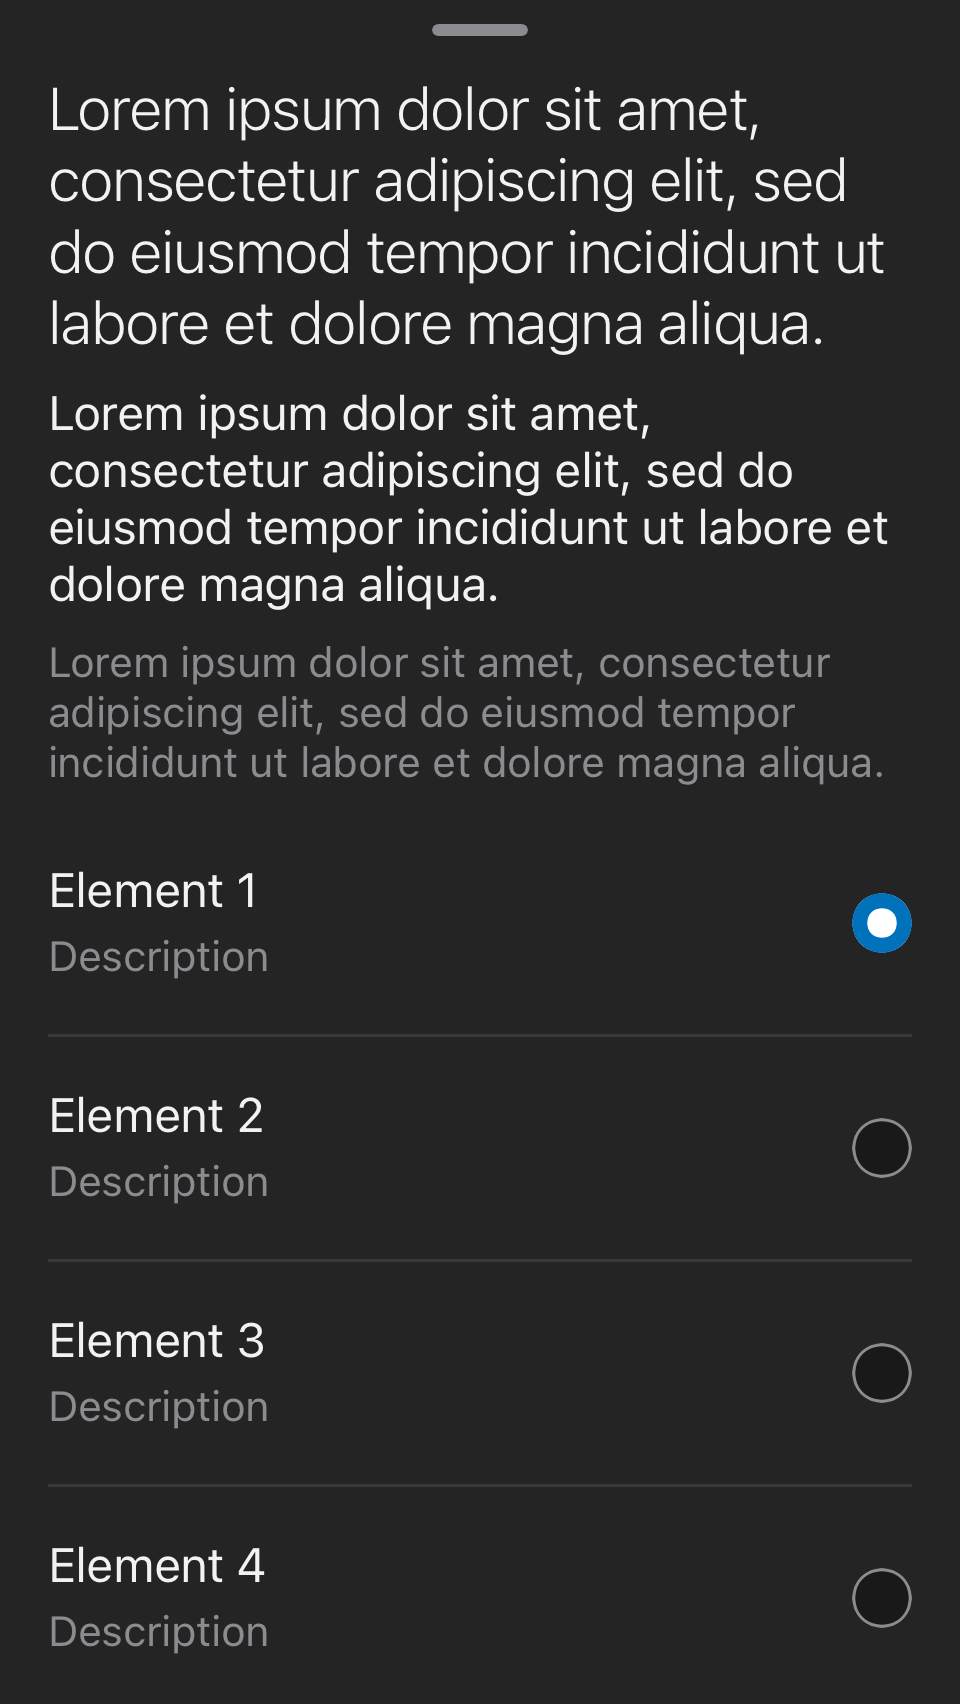 Lorem ipsum dolor sit amet,
consectetur adipiscing elit, sed
do eiusmod tempor incididunt ut
labore et dolore magna aliqua.
Lorem ipsum dolor sit amet,
consectetur adipiscing elit, sed do
eiusmod tempor incididunt ut labore et
dolore magna aliqua.
Lorem ipsum dolor sit amet, consectetur
adipiscing elit, sed do eiusmod tempor
incididunt ut labore et dolore magna aliqua.
Element 1
Description
Element 2
Description
Element 3
Description
Element 4
Description